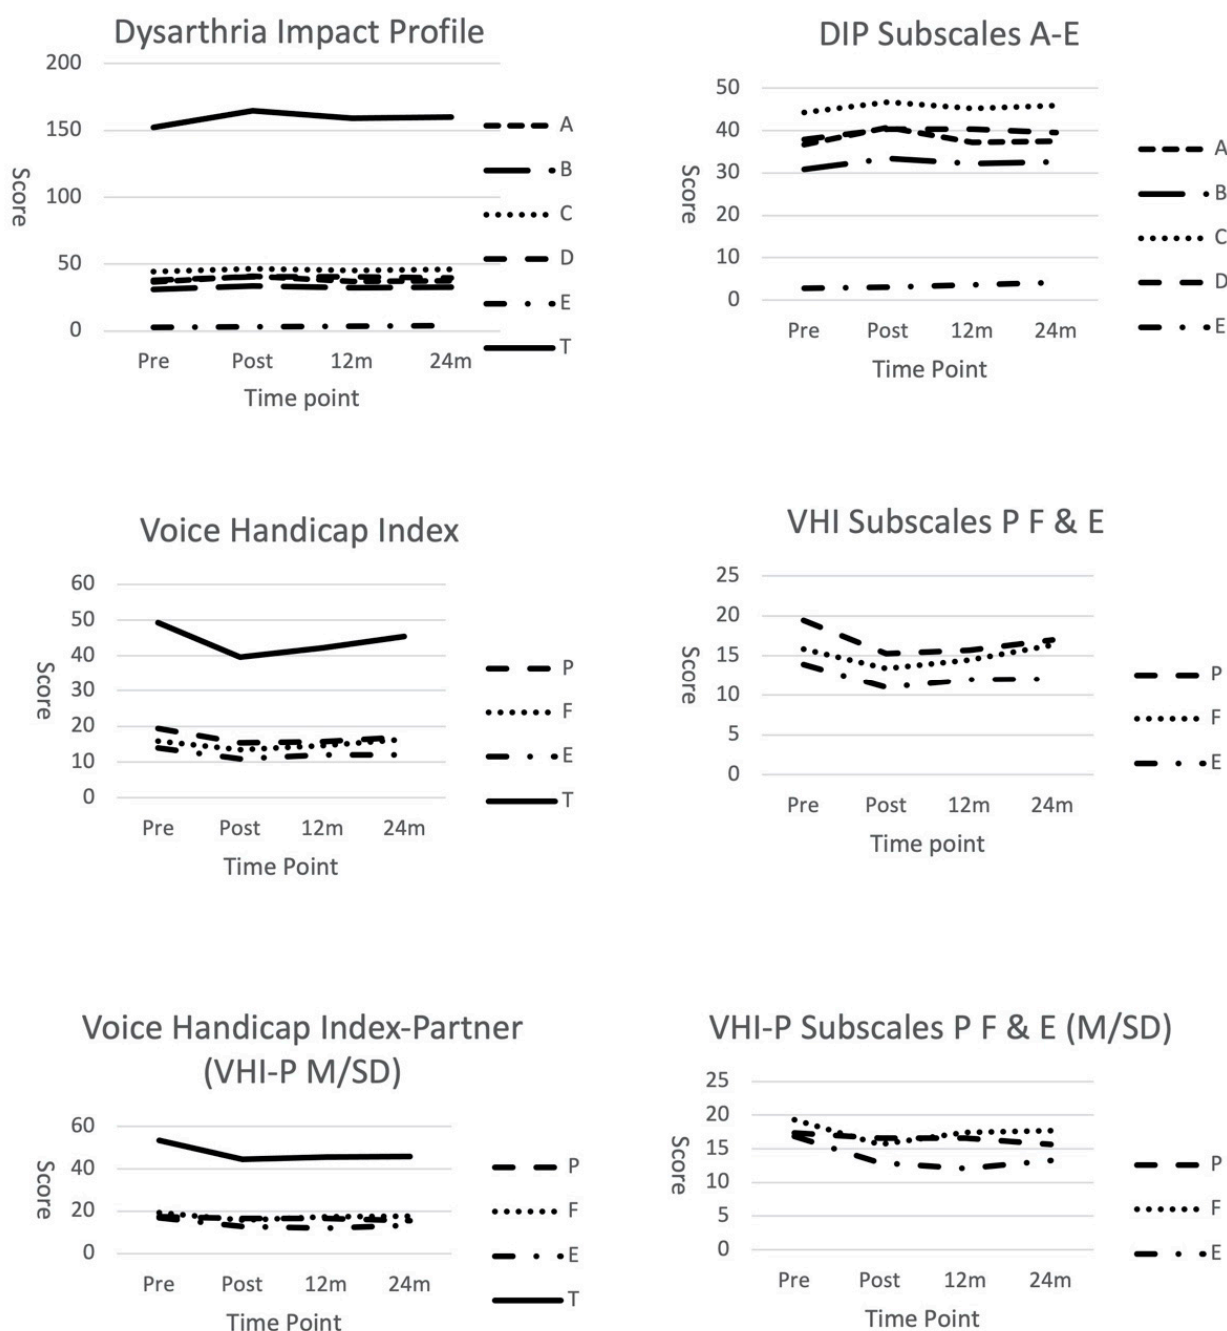 Dysarthria Impact Profile
200
150
100
50
0
Score
Pre Post 12m 24m
Time point
A
B
C
D
E
T
DIP Subscales A-E
50
40
30
20
10
0
Score
Pre Post 12m 24m
Time Point
A
B
C
D
E
Voice Handicap Index
60
50
40
30
20
10
0
Score
Pre Post 12m 24m
Time Point
P
F
E
T
VHI Subscales P F & E
25
20
15
10
5
0
Score
Pre Post 12m 24m
Time point
P
F
E
Voice Handicap Index-Partner
(VHI-P M/SD)
60
40
20
0
Score
Pre Post 12m 24m
Time Point
P
F
E
T
VHI-P Subscales P F & E (M/SD)
25
20
15
10
5
0
Score
Pre Post 12m 24m
Time Point
P
F
E